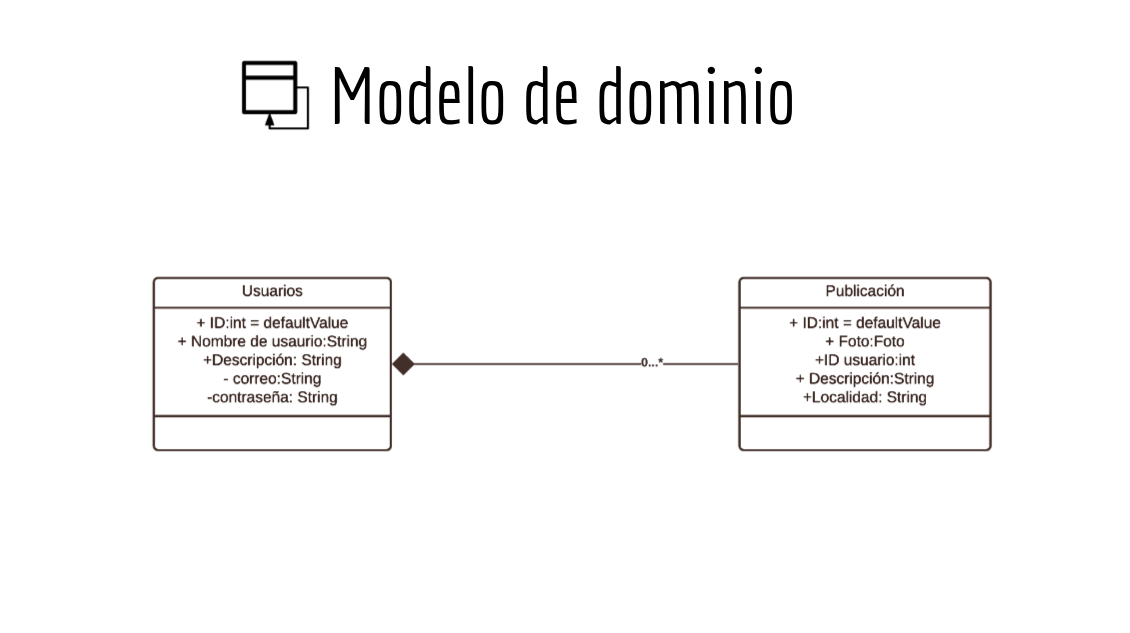 Modelo de dominio
Usuarios
+ ID:int = defaultValue
+ Nombre de usaurio:String
+Descripción: String
- correo:String
-contraseña: String
0...*
Publicación
+ ID:int = defaultValue
+ Foto:Foto
+ID usuario:int
+ Descripción:String
+Localidad: String